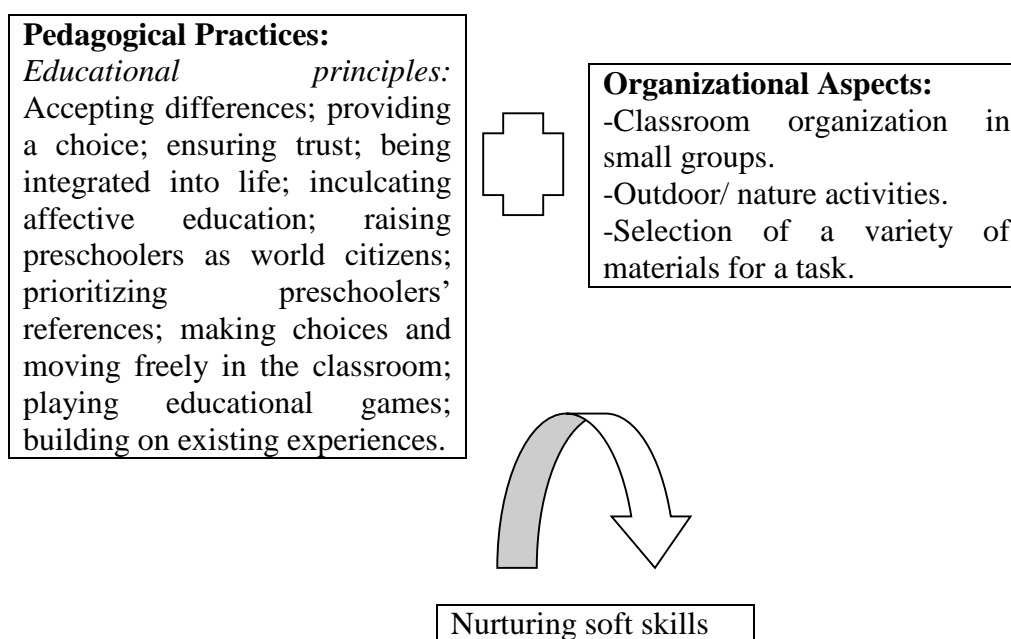 Pedagogical Practices:
Educational principles:
Accepting differences; providing
a choice; ensuring trust; being
integrated into life; inculcating
affective education; raising
preschoolers as world citizens;
prioritizing preschoolers’
references; making choices and
moving freely in the classroom;
playing educational games;
building on existing experiences.
Organizational Aspects:
-Classroom organization in
small groups.
-Outdoor/ nature activities.
-Selection of a variety of
materials for a task.
Nurturing soft skills